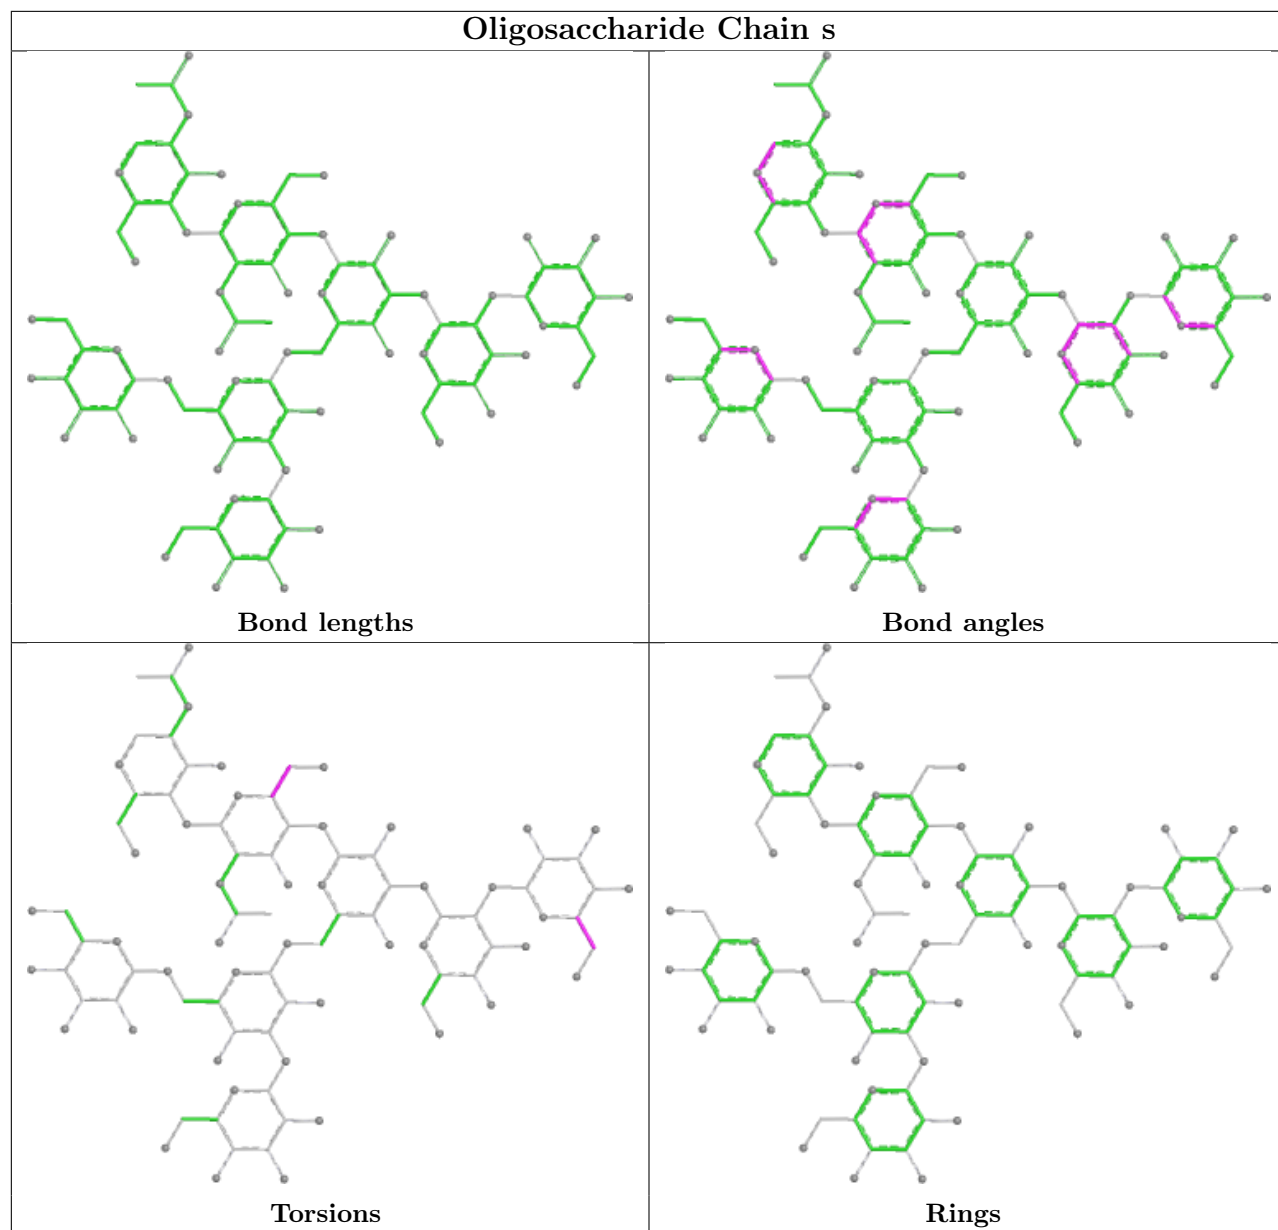 Oligosaccharide Chain s
Bond lengths
Bond angles
Torsions
Rings